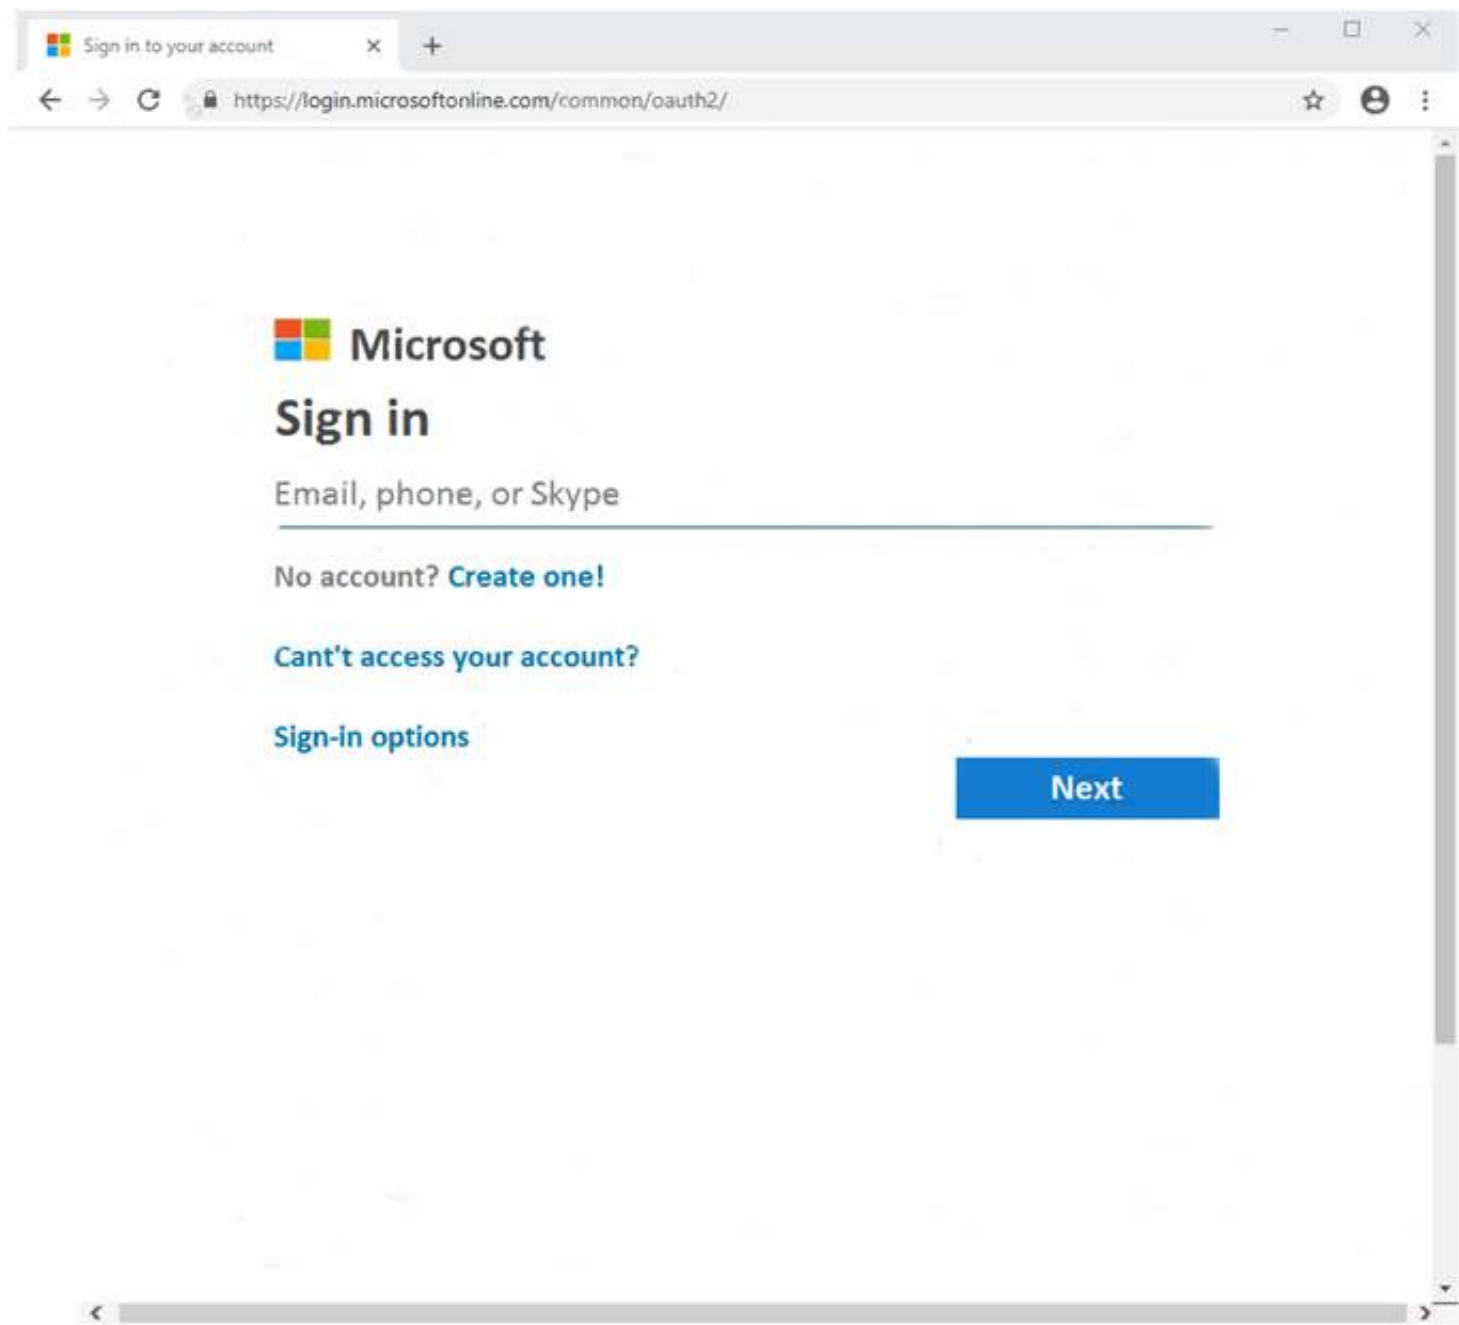 Sign in to your account
https://login.microsoftonline.com/common/oauth2/
Microsoft
Sign in
Email, phone, or Skype
No account? Create one!
Cant't access your account?
Sign-in options
Next